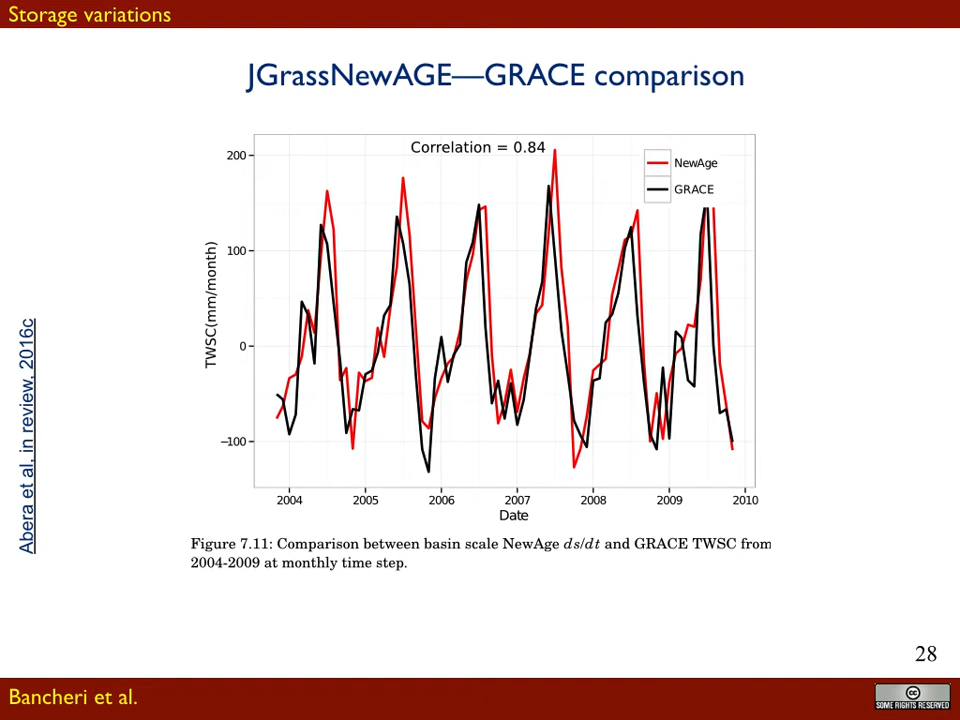 Storage variations
JGrassNewAGE—GRACE comparison
Abera et al. in review, 2016c
Correlation = 0.84
NewAge
GRACE
TWSC(mm/month)
200
100
0
−100
2004 2005 2006 2007 2008 2009 2010
Date
Figure 7.11: Comparison between basin scale NewAge ds/dt and GRACE TWSC from
2004-2009 at monthly time step.
28
Bancheri et al.
cc
SOME RIGHTS RESERVED